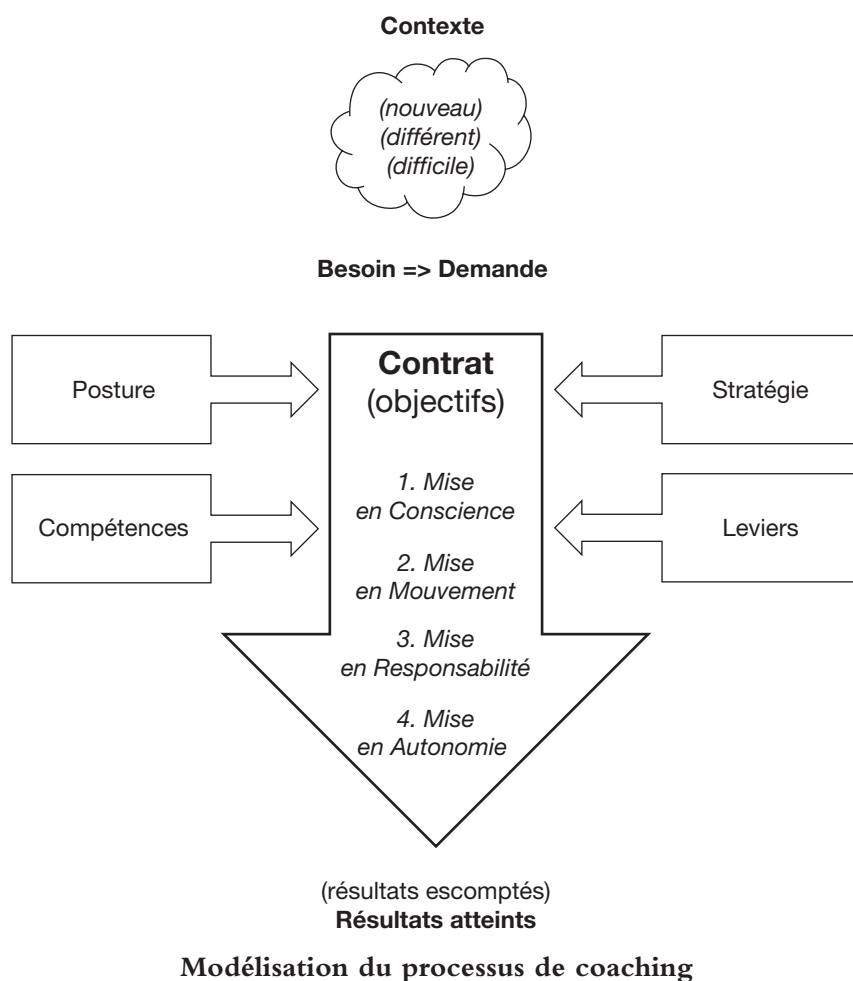 Contexte
(nouveau)
(différent)
(difficile)
Besoin => Demande
Contrat
(objectifs)
Posture
Stratégie
1. Mise
en Conscience
Compétences
Leviers
2. Mise
en Mouvement
3. Mise
en Responsabilité
4. Mise
en Autonomie
(résultats escomptés)
Résultats atteints
Modélisation du processus de coaching